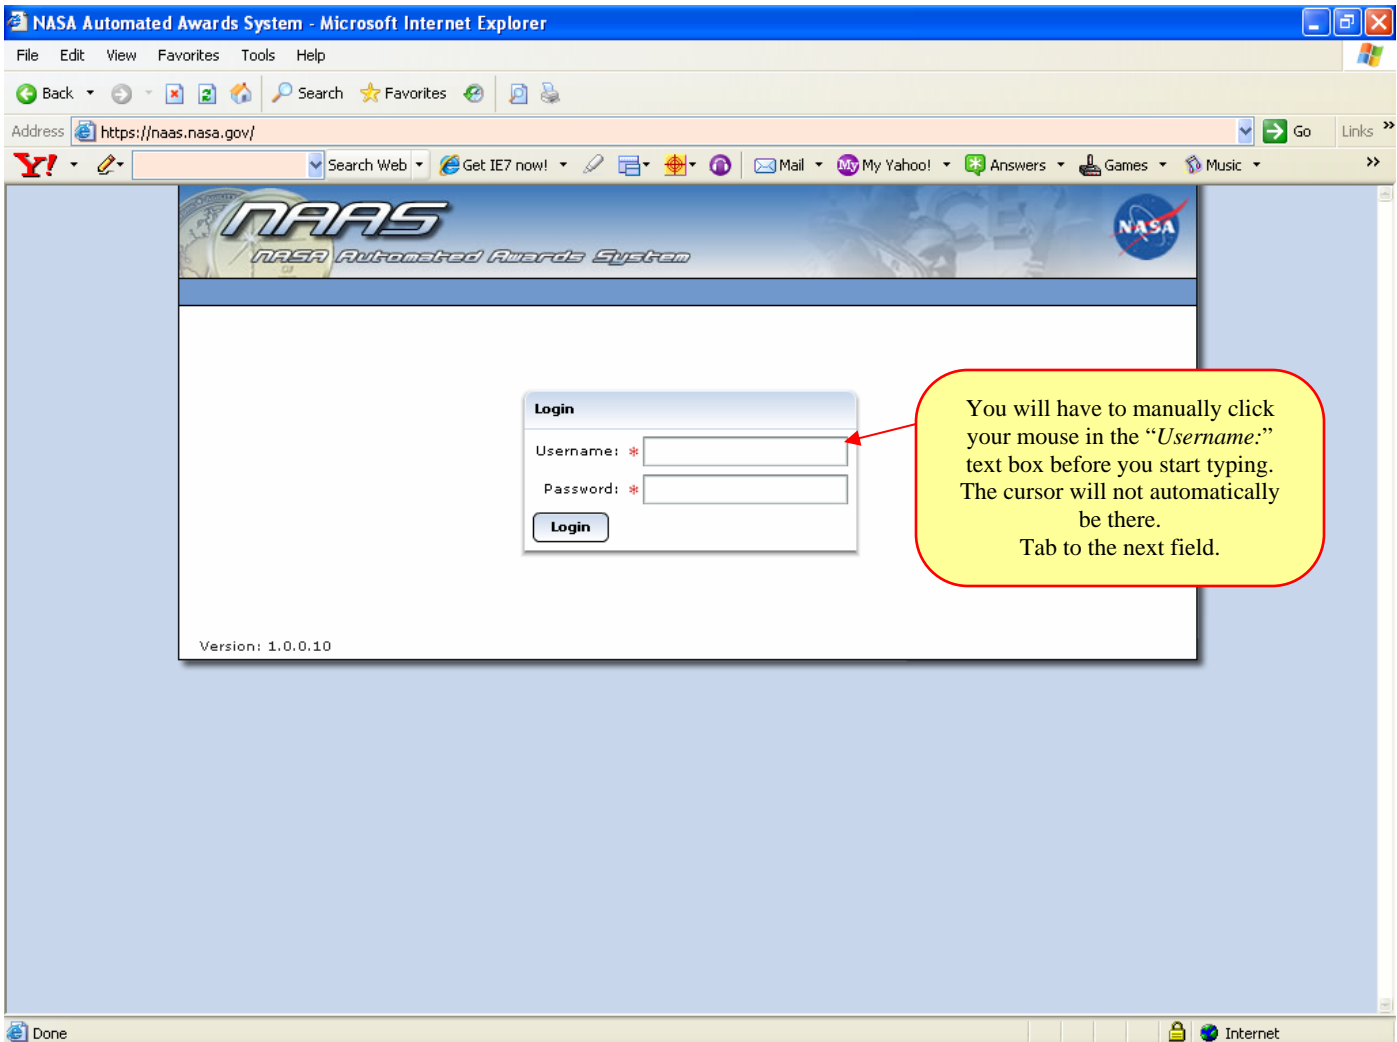 NASA Automated Awards System - Microsoft Internet Explorer
File Edit View Favorites Tools Help
Back Search Favorites
Address https://naas.nasa.gov/ Go Links »
Y! Search Web Get IE7 now! Mail My My Yahoo! Answers Games Music »
NAAS
NASA Automated Awards System
NASA
Login
Username: *
Password: *
Login
You will have to manually click
your mouse in the “Username:”
text box before you start typing.
The cursor will not automatically
be there.
Tab to the next field.
Version: 1.0.0.10
Done Internet